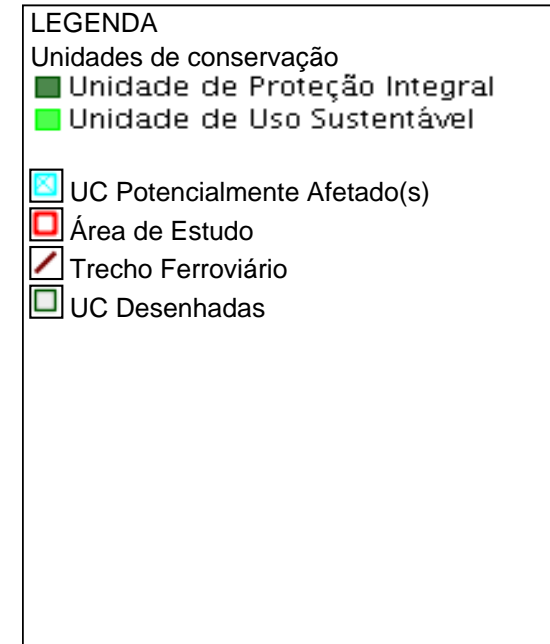 LEGENDA
Unidades de conservação
Unidade de Proteção Integral
Unidade de Uso Sustentável
UC Potencialmente Afetado(s)
Área de Estudo
Trecho Ferroviário
UC Desenhadas